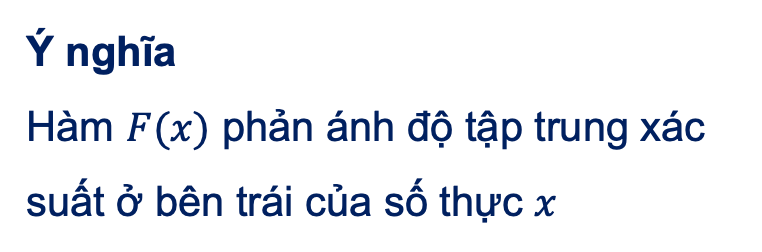 Ý nghĩa
Hàm F(x) phản ánh độ tập trung xác
suất ở bên trái của số thực x